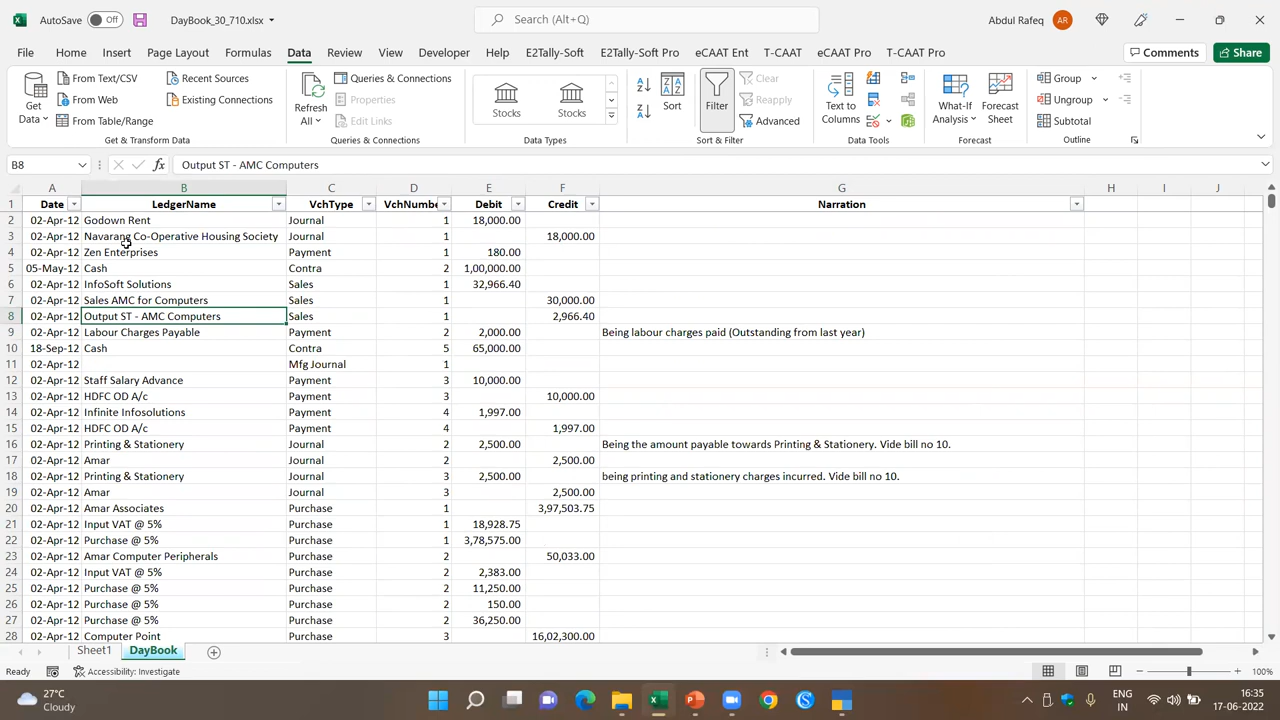 AutoSave Off DayBook_30_710.xlsx Search (Alt+Q) Abdul Rafeq AR
File Home Insert Page Layout Formulas Data Review View Developer Help E2Tally-Soft E2Tally-Soft Pro eCAAT Ent T-CAAT eCAAT Pro T-CAAT Pro Comments Share
Get Data From Text/CSV Recent Sources Refresh All Queries & Connections Stocks Stocks Sort Filter Clear Text to Columns What-If Analysis Forecast Sheet Group
From Web Existing Connections Properties Reapply Ungroup
From Table/Range Edit Links Advanced Subtotal
Get & Transform Data Queries & Connections Data Types Sort & Filter Data Tools Forecast Outline
B8 fx Output ST - AMC Computers
A B C D E F G H I J
1 Date LedgerName VchType VchNumbe Debit Credit Narration
2 02-Apr-12 Godown Rent Journal 1 18,000.00
3 02-Apr-12 Navarang Co-Operative Housing Society Journal 1 18,000.00
4 02-Apr-12 Zen Enterprises Payment 1 180.00
5 05-May-12 Cash Contra 2 1,00,000.00
6 02-Apr-12 InfoSoft Solutions Sales 1 32,966.40
7 02-Apr-12 Sales AMC for Computers Sales 1 30,000.00
8 02-Apr-12 Output ST - AMC Computers Sales 1 2,966.40
9 02-Apr-12 Labour Charges Payable Payment 2 2,000.00 Being labour charges paid (Outstanding from last year)
10 18-Sep-12 Cash Contra 5 65,000.00
11 02-Apr-12 Mfg Journal 1
12 02-Apr-12 Staff Salary Advance Payment 3 10,000.00
13 02-Apr-12 HDFC OD A/c Payment 3 10,000.00
14 02-Apr-12 Infinite Infosolutions Payment 4 1,997.00
15 02-Apr-12 HDFC OD A/c Payment 4 1,997.00
16 02-Apr-12 Printing & Stationery Journal 2 2,500.00 Being the amount payable towards Printing & Stationery. Vide bill no 10.
17 02-Apr-12 Amar Journal 2 2,500.00
18 02-Apr-12 Printing & Stationery Journal 3 2,500.00 being printing and stationery charges incurred. Vide bill no 10.
19 02-Apr-12 Amar Journal 3 2,500.00
20 02-Apr-12 Amar Associates Purchase 1 3,97,503.75
21 02-Apr-12 Input VAT @ 5% Purchase 1 18,928.75
22 02-Apr-12 Purchase @ 5% Purchase 1 3,78,575.00
23 02-Apr-12 Amar Computer Peripherals Purchase 2 50,033.00
24 02-Apr-12 Input VAT @ 5% Purchase 2 2,383.00
25 02-Apr-12 Purchase @ 5% Purchase 2 11,250.00
26 02-Apr-12 Purchase @ 5% Purchase 2 150.00
27 02-Apr-12 Purchase @ 5% Purchase 2 36,250.00
28 02-Apr-12 Computer Point Purchase 3 16,02,300.00
Sheet1 DayBook
Ready Accessibility: Investigate 100%
27°C ENG 16:35
Cloudy IN 17-06-2022